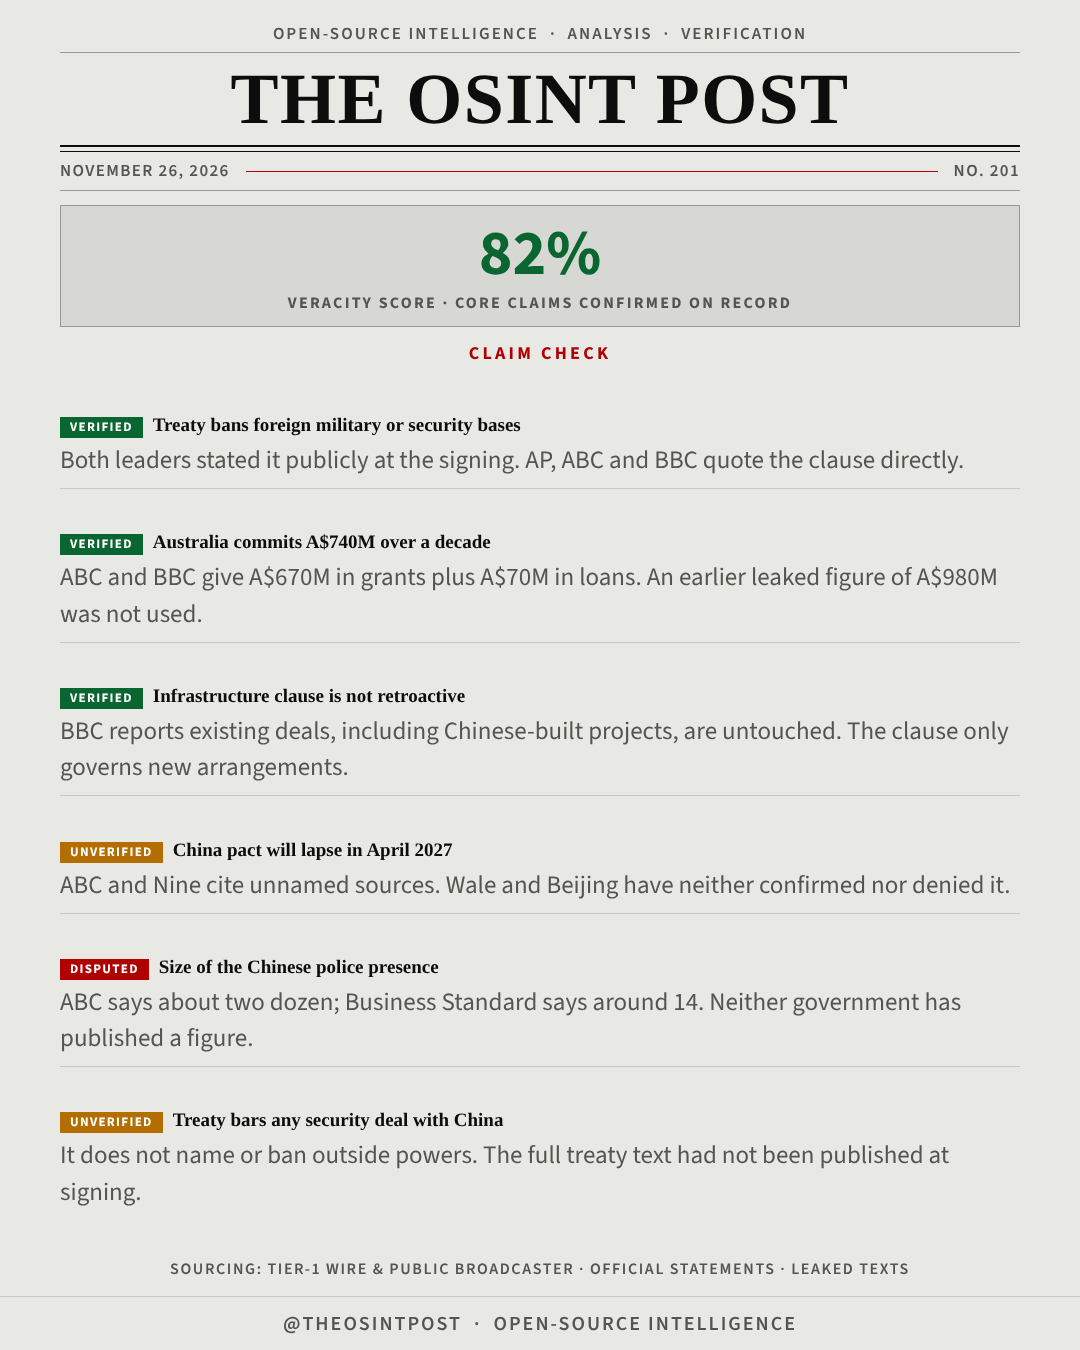 OPEN-SOURCE INTELLIGENCE · ANALYSIS · VERIFICATION
THE OSINT POST
NOVEMBER 26, 2026 NO. 201
82%
VERACITY SCORE · CORE CLAIMS CONFIRMED ON RECORD
CLAIM CHECK
VERIFIED Treaty bans foreign military or security bases
Both leaders stated it publicly at the signing. AP, ABC and BBC quote the clause directly.
VERIFIED Australia commits A$740M over a decade
ABC and BBC give A$670M in grants plus A$70M in loans. An earlier leaked figure of A$980M
was not used.
VERIFIED Infrastructure clause is not retroactive
BBC reports existing deals, including Chinese-built projects, are untouched. The clause only
governs new arrangements.
UNVERIFIED China pact will lapse in April 2027
ABC and Nine cite unnamed sources. Wale and Beijing have neither confirmed nor denied it.
DISPUTED Size of the Chinese police presence
ABC says about two dozen; Business Standard says around 14. Neither government has
published a figure.
UNVERIFIED Treaty bars any security deal with China
It does not name or ban outside powers. The full treaty text had not been published at
signing.
SOURCING: TIER-1 WIRE & PUBLIC BROADCASTER · OFFICIAL STATEMENTS · LEAKED TEXTS
@THEOSINTPOST · OPEN-SOURCE INTELLIGENCE